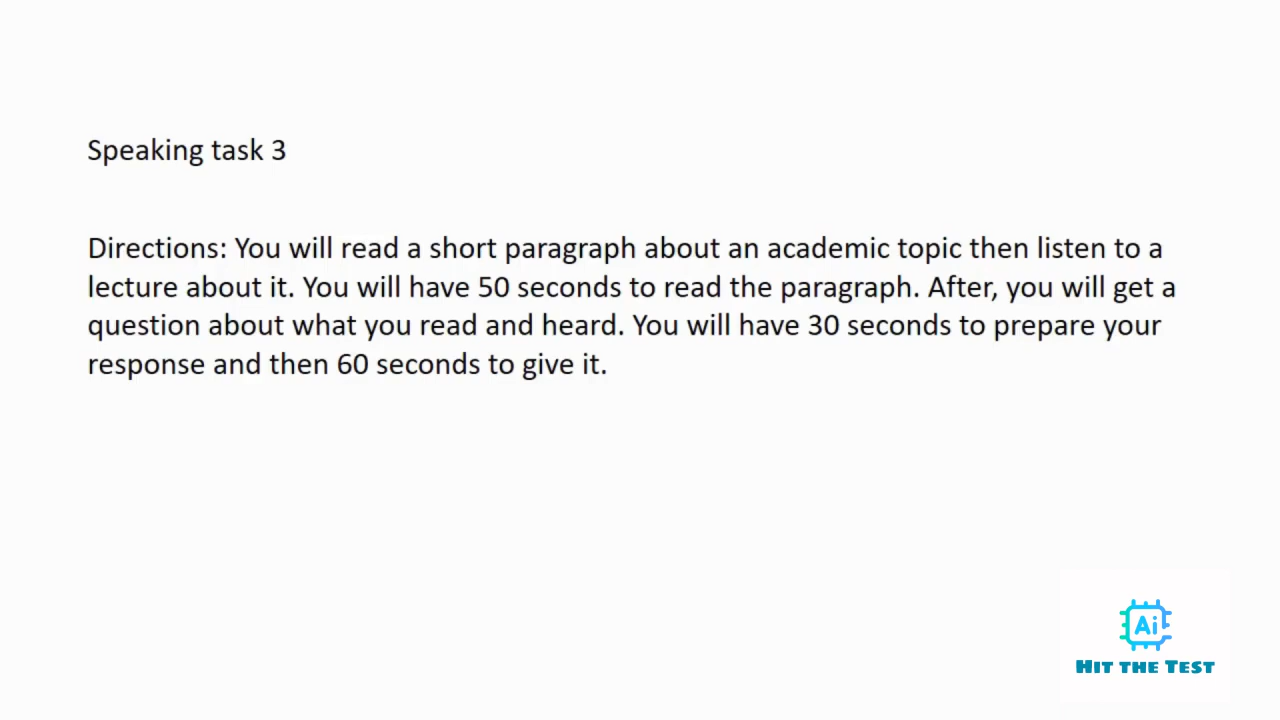 Speaking task 3
Directions: You will read a short paragraph about an academic topic then listen to a
lecture about it. You will have 50 seconds to read the paragraph. After, you will get a
question about what you read and heard. You will have 30 seconds to prepare your
response and then 60 seconds to give it.
Ai
Hit the Test